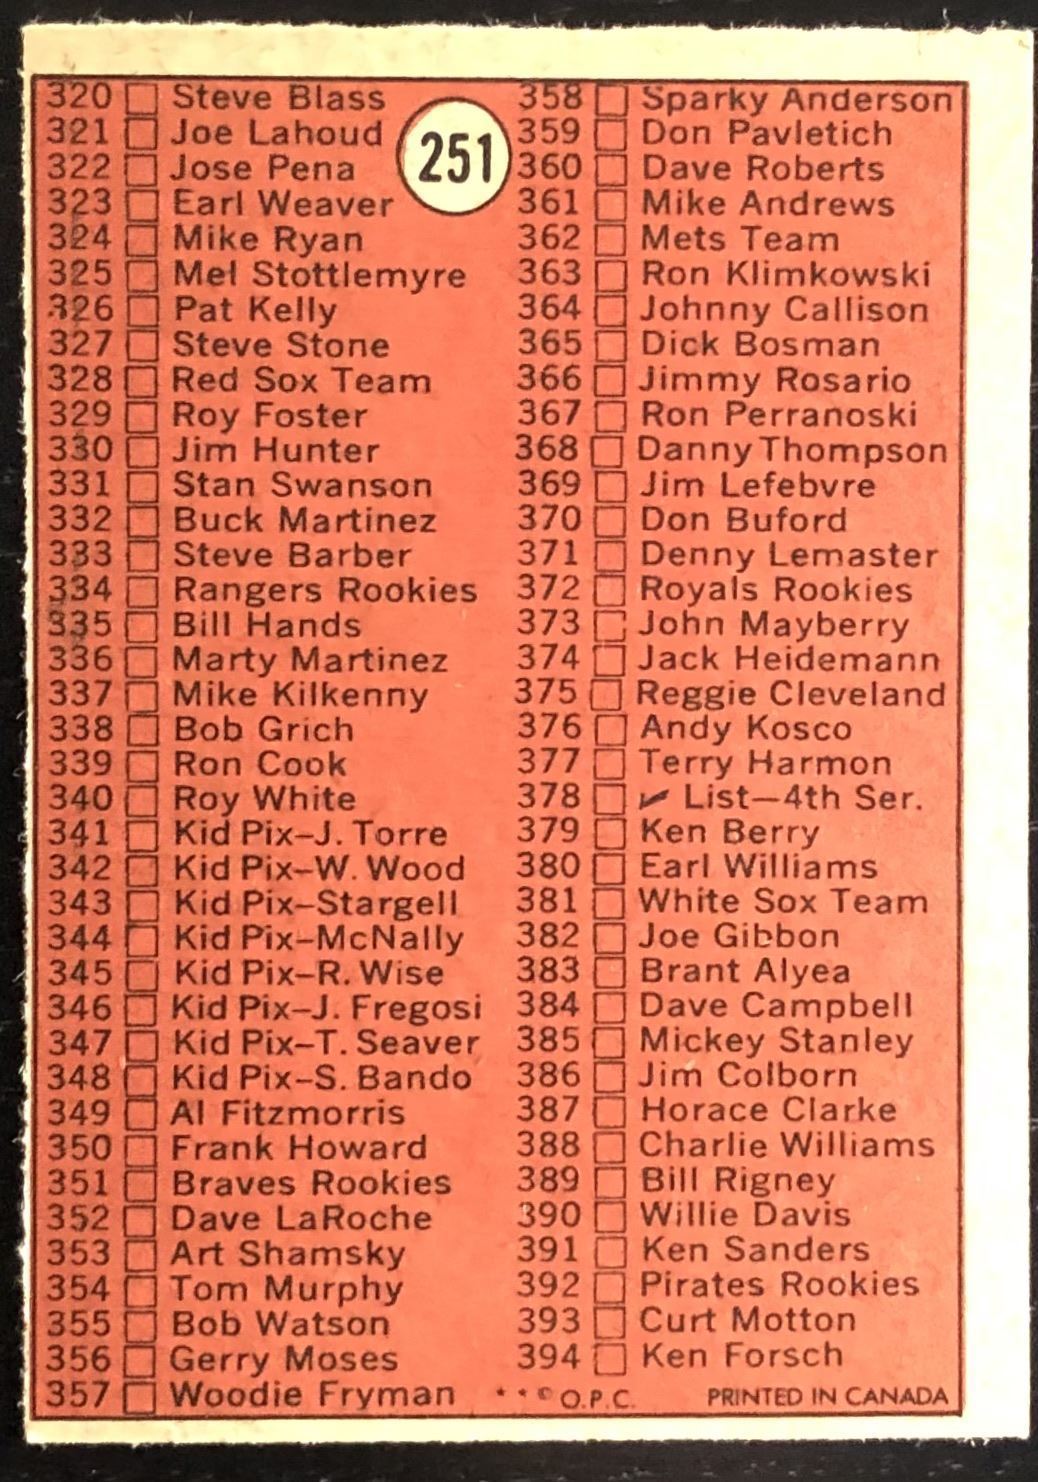 320 Steve Blass
321 Joe Lahoud
322 Jose Pena
323 Earl Weaver
324 Mike Ryan
325 Mel Stottlemyre
326 Pat Kelly
327 Steve Stone
328 Red Sox Team
329 Roy Foster
330 Jim Hunter
331 Stan Swanson
332 Buck Martinez
333 Steve Barber
334 Rangers Rookies
335 Bill Hands
336 Marty Martinez
337 Mike Kilkenny
338 Bob Grich
339 Ron Cook
340 Roy White
341 Kid Pix–J. Torre
342 Kid Pix–W. Wood
343 Kid Pix–Stargell
344 Kid Pix–McNally
345 Kid Pix–R. Wise
346 Kid Pix–J. Fregosi
347 Kid Pix–T. Seaver
348 Kid Pix–S. Bando
349 Al Fitzmorris
350 Frank Howard
351 Braves Rookies
352 Dave LaRoche
353 Art Shamsky
354 Tom Murphy
355 Bob Watson
356 Gerry Moses
357 Woodie Fryman
251
358 Sparky Anderson
359 Don Pavletich
360 Dave Roberts
361 Mike Andrews
362 Mets Team
363 Ron Klimkowski
364 Johnny Callison
365 Dick Bosman
366 Jimmy Rosario
367 Ron Perranoski
368 Danny Thompson
369 Jim Lefebvre
370 Don Buford
371 Denny Lemaster
372 Royals Rookies
373 John Mayberry
374 Jack Heidemann
375 Reggie Cleveland
376 Andy Kosco
377 Terry Harmon
378 ✓ List–4th Ser.
379 Ken Berry
380 Earl Williams
381 White Sox Team
382 Joe Gibbon
383 Brant Alyea
384 Dave Campbell
385 Mickey Stanley
386 Jim Colborn
387 Horace Clarke
388 Charlie Williams
389 Bill Rigney
390 Willie Davis
391 Ken Sanders
392 Pirates Rookies
393 Curt Motton
394 Ken Forsch
* * © O.P.C. PRINTED IN CANADA